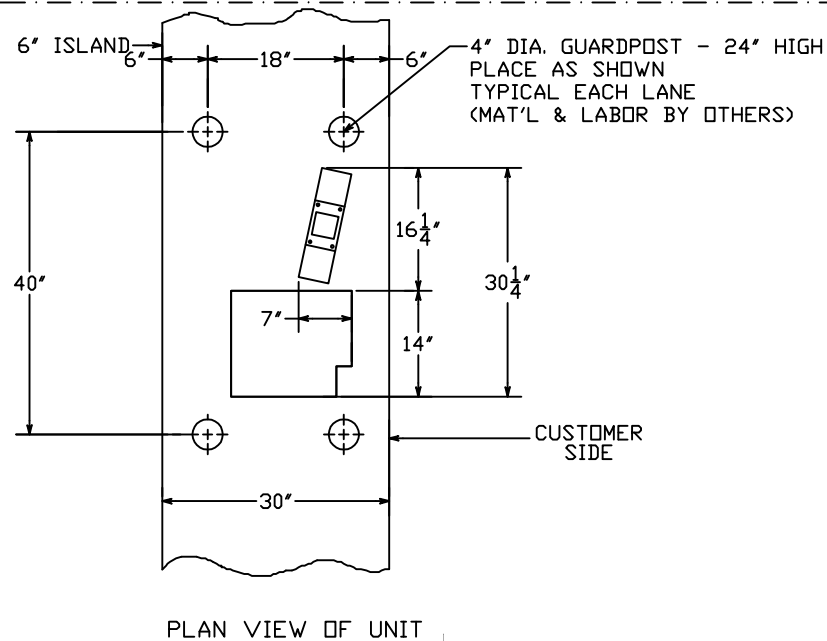 6" ISLAND
6"
18"
6"
4" DIA. GUARDPOST - 24" HIGH
PLACE AS SHOWN
TYPICAL EACH LANE
(MAT'L & LABOR BY OTHERS)
16 1/4"
40"
30 1/4"
7"
14"
CUSTOMER
SIDE
30"
PLAN VIEW OF UNIT